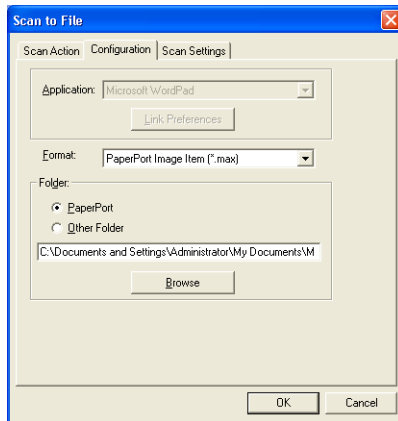 Scan to File
Scan Action Configuration Scan Settings
Application: Microsoft WordPad
Link Preferences
Format: PaperPort Image Item (*.max)
Folder:
PaperPort
Other Folder
C:\Documents and Settings\Administrator\My Documents\M
Browse
OK Cancel